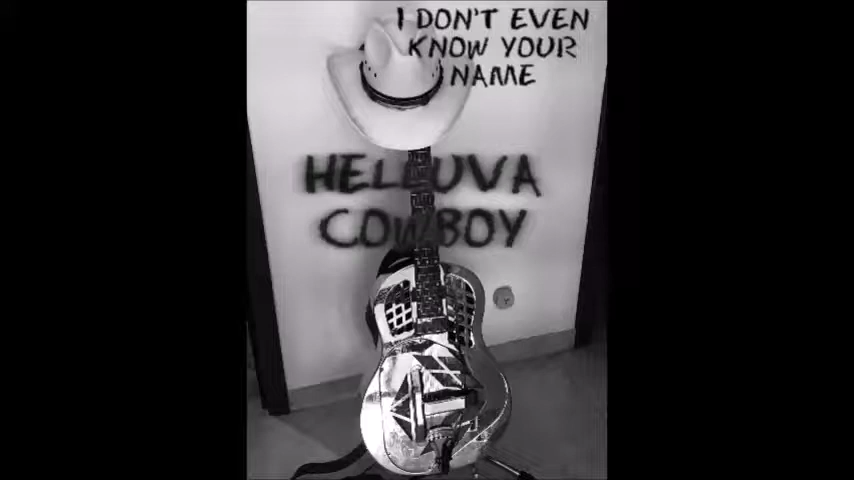 I DON'T EVEN
KNOW YOUR
NAME
HELLUVA
COWBOY